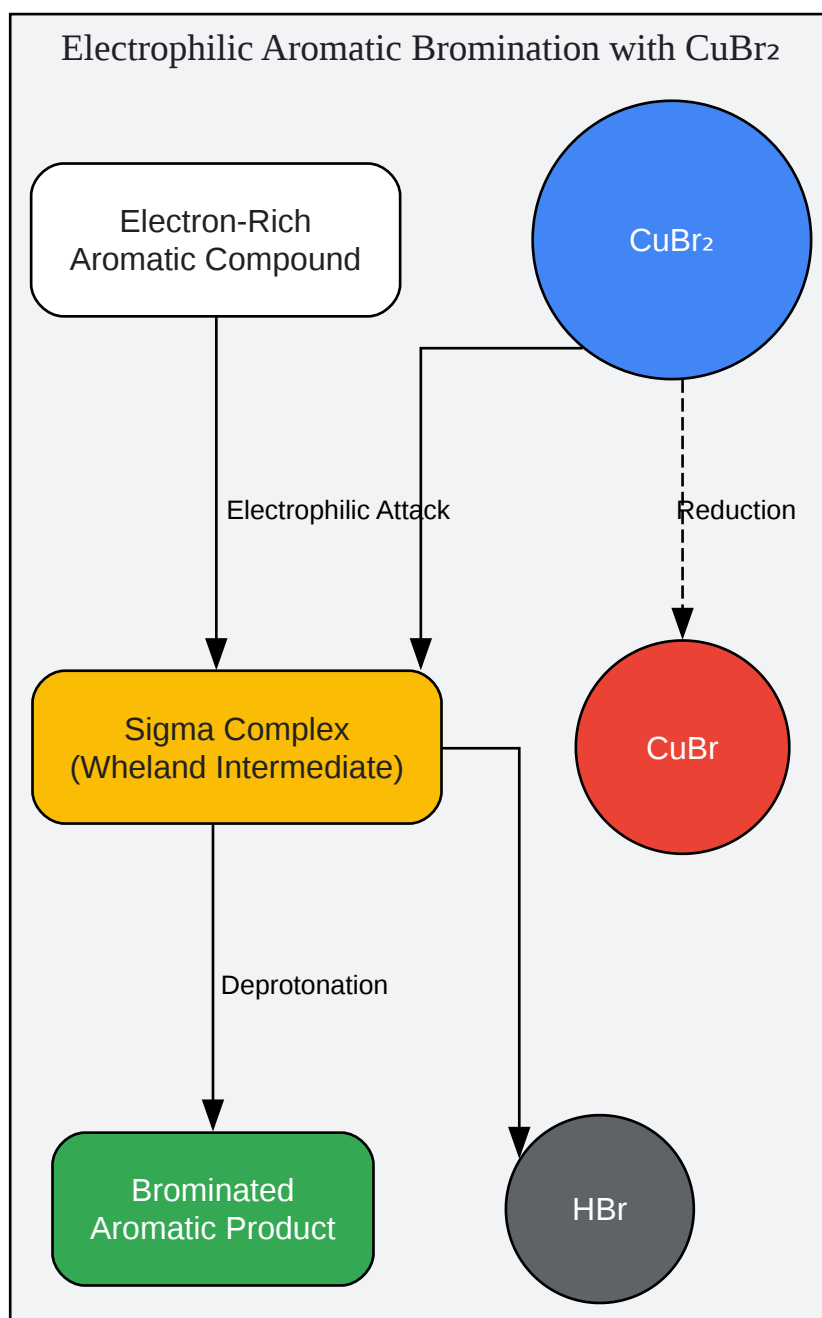 Electrophilic Aromatic Bromination with CuBr₂
Electron-Rich
Aromatic Compound
CuBr₂
Electrophilic Attack
Reduction
Sigma Complex
(Wheland Intermediate)
CuBr
Deprotonation
Brominated
Aromatic Product
HBr